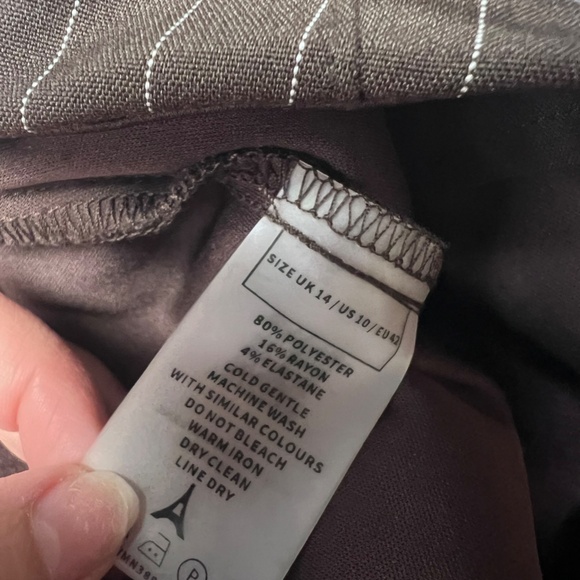 SIZE UK 14 / US 10 / EU 42
80% POLYESTER
16% RAYON
4% ELASTANE
COLD GENTLE
MACHINE WASH
WITH SIMILAR COLOURS
DO NOT BLEACH
WARM IRON
DRY CLEAN
LINE DRY
P